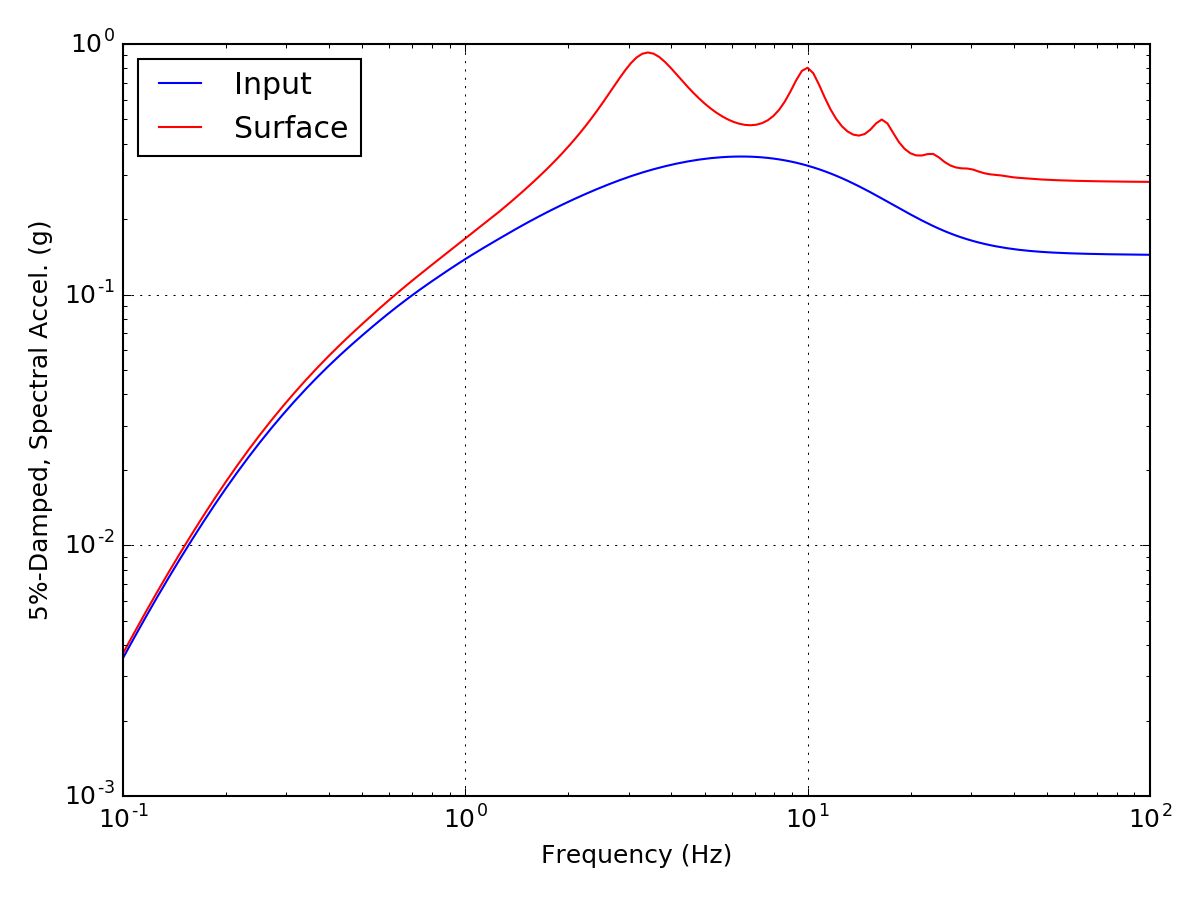 10^0
Input
Surface
10^-1
10^-2
10^-3
5%-Damped, Spectral Accel. (g)
10^-1 10^0 10^1 10^2
Frequency (Hz)